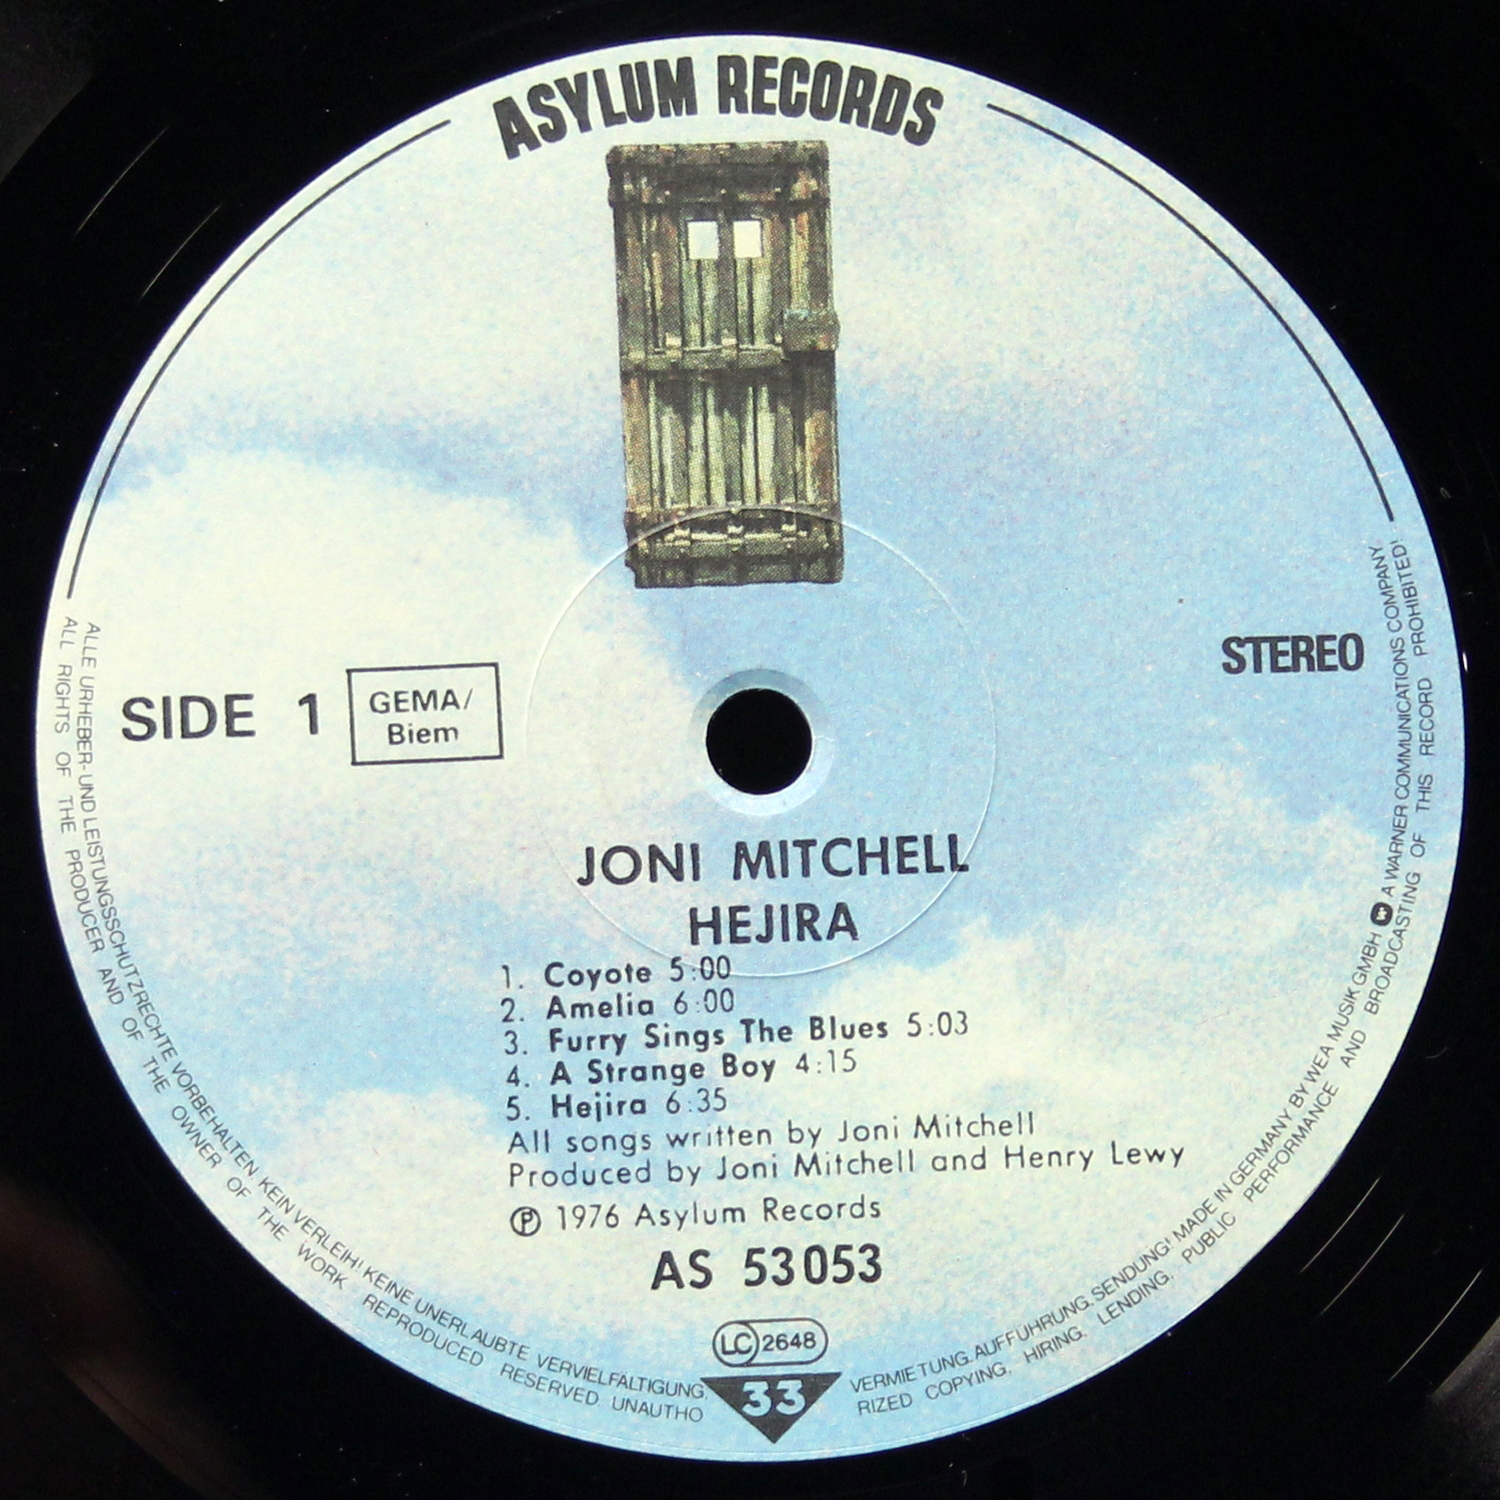 ASYLUM RECORDS
STEREO
SIDE 1
GEMA/
Biem
JONI MITCHELL
HEJIRA
1. Coyote 5:00
2. Amelia 6:00
3. Furry Sings The Blues 5:03
4. A Strange Boy 4:15
5. Hejira 6:35
All songs written by Joni Mitchell
Produced by Joni Mitchell and Henry Lewy
Ⓟ 1976 Asylum Records
AS 53053
LC 2648
33
ALLE URHEBER- UND LEISTUNGSSCHUTZRECHTE VORBEHALTEN KEIN VERLEIH! KEINE UNERLAUBTE VERVIELFÄLTIGUNG, VERMIETUNG. AUFFÜHRUNG. SENDUNG! MADE IN GERMANY BY WEA MUSIK GMBH W A WARNER COMMUNICATIONS COMPANY
ALL RIGHTS OF THE PRODUCER AND OF THE OWNER OF THE WORK REPRODUCED RESERVED UNAUTHO RIZED COPYING, HIRING. LENDING. PUBLIC PERFORMANCE AND BROADCASTING OF THIS RECORD PROHIBITED!